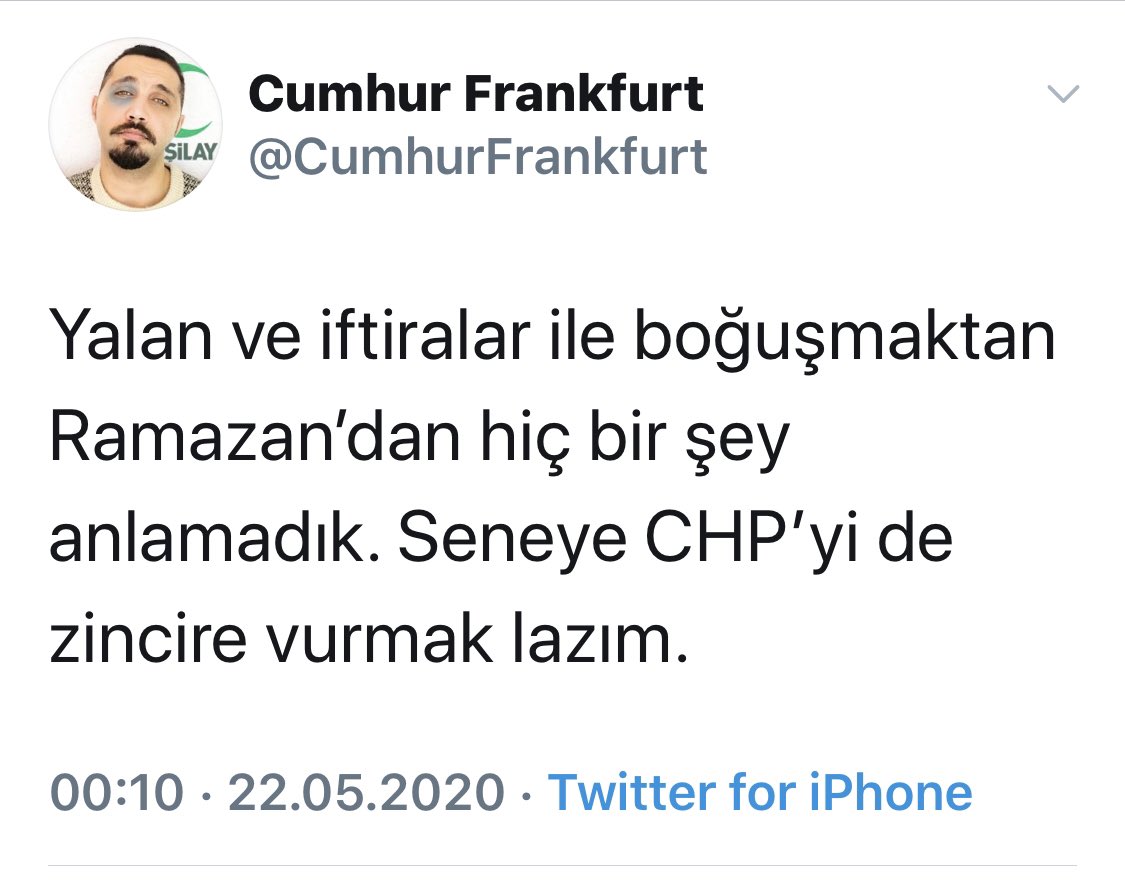 Cumhur Frankfurt
@CumhurFrankfurt
ŞİLAY
Yalan ve iftiralar ile boğuşmaktan
Ramazan’dan hiç bir şey
anlamadık. Seneye CHP’yi de
zincire vurmak lazım.
00:10 · 22.05.2020 · Twitter for iPhone